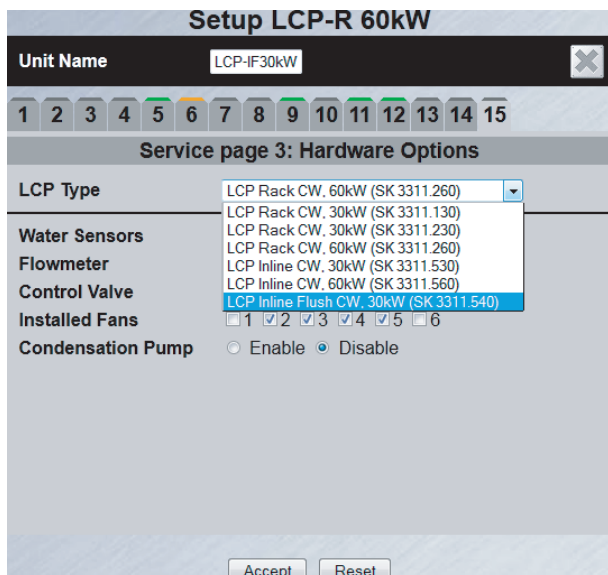 Setup LCP-R 60kW
Unit Name LCP-IF30kW
1 2 3 4 5 6 7 8 9 10 11 12 13 14 15
Service page 3: Hardware Options
LCP Type LCP Rack CW, 60kW (SK 3311.260)
LCP Rack CW, 30kW (SK 3311.130)
LCP Rack CW, 30kW (SK 3311.230)
LCP Rack CW, 60kW (SK 3311.260)
LCP Inline CW, 30kW (SK 3311.530)
LCP Inline CW, 60kW (SK 3311.560)
LCP Inline Flush CW, 30kW (SK 3311.540)
Water Sensors
Flowmeter
Control Valve
Installed Fans 1 2 3 4 5 6
Condensation Pump Enable Disable
Accept Reset